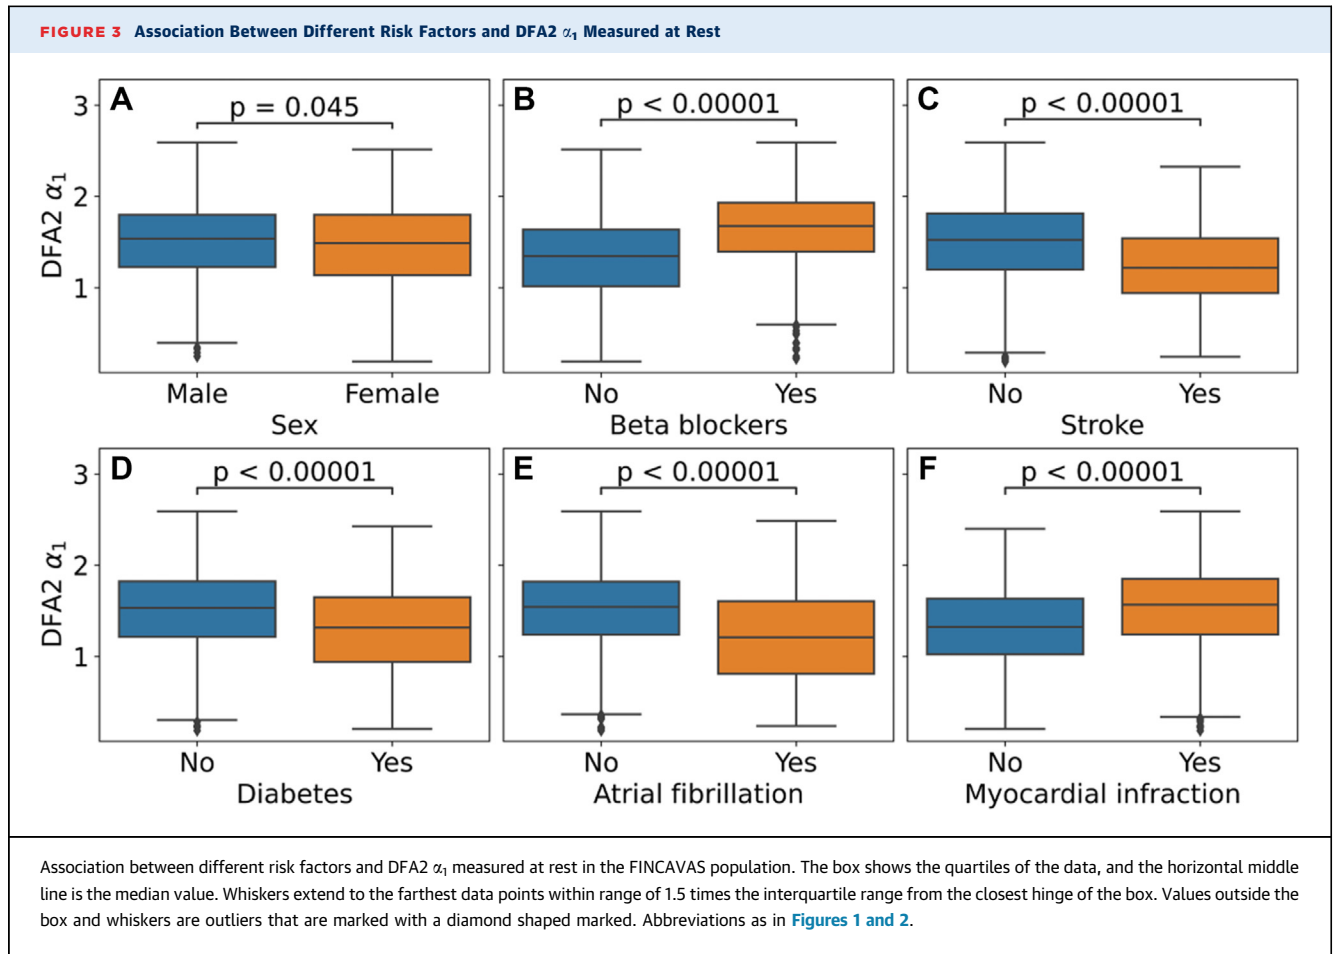 FIGURE 3 Association Between Different Risk Factors and DFA2 α₁ Measured at Rest
A
p = 0.045
B
p < 0.00001
C
p < 0.00001
DFA2 α₁
3
2
1
Male Female
No Yes
No Yes
Sex
Beta blockers
Stroke
D
p < 0.00001
E
p < 0.00001
F
p < 0.00001
DFA2 α₁
3
2
1
No Yes
No Yes
No Yes
Diabetes
Atrial fibrillation
Myocardial infraction
Association between different risk factors and DFA2 α₁ measured at rest in the FINCAVAS population. The box shows the quartiles of the data, and the horizontal middle
line is the median value. Whiskers extend to the farthest data points within range of 1.5 times the interquartile range from the closest hinge of the box. Values outside the
box and whiskers are outliers that are marked with a diamond shaped marked. Abbreviations as in Figures 1 and 2.